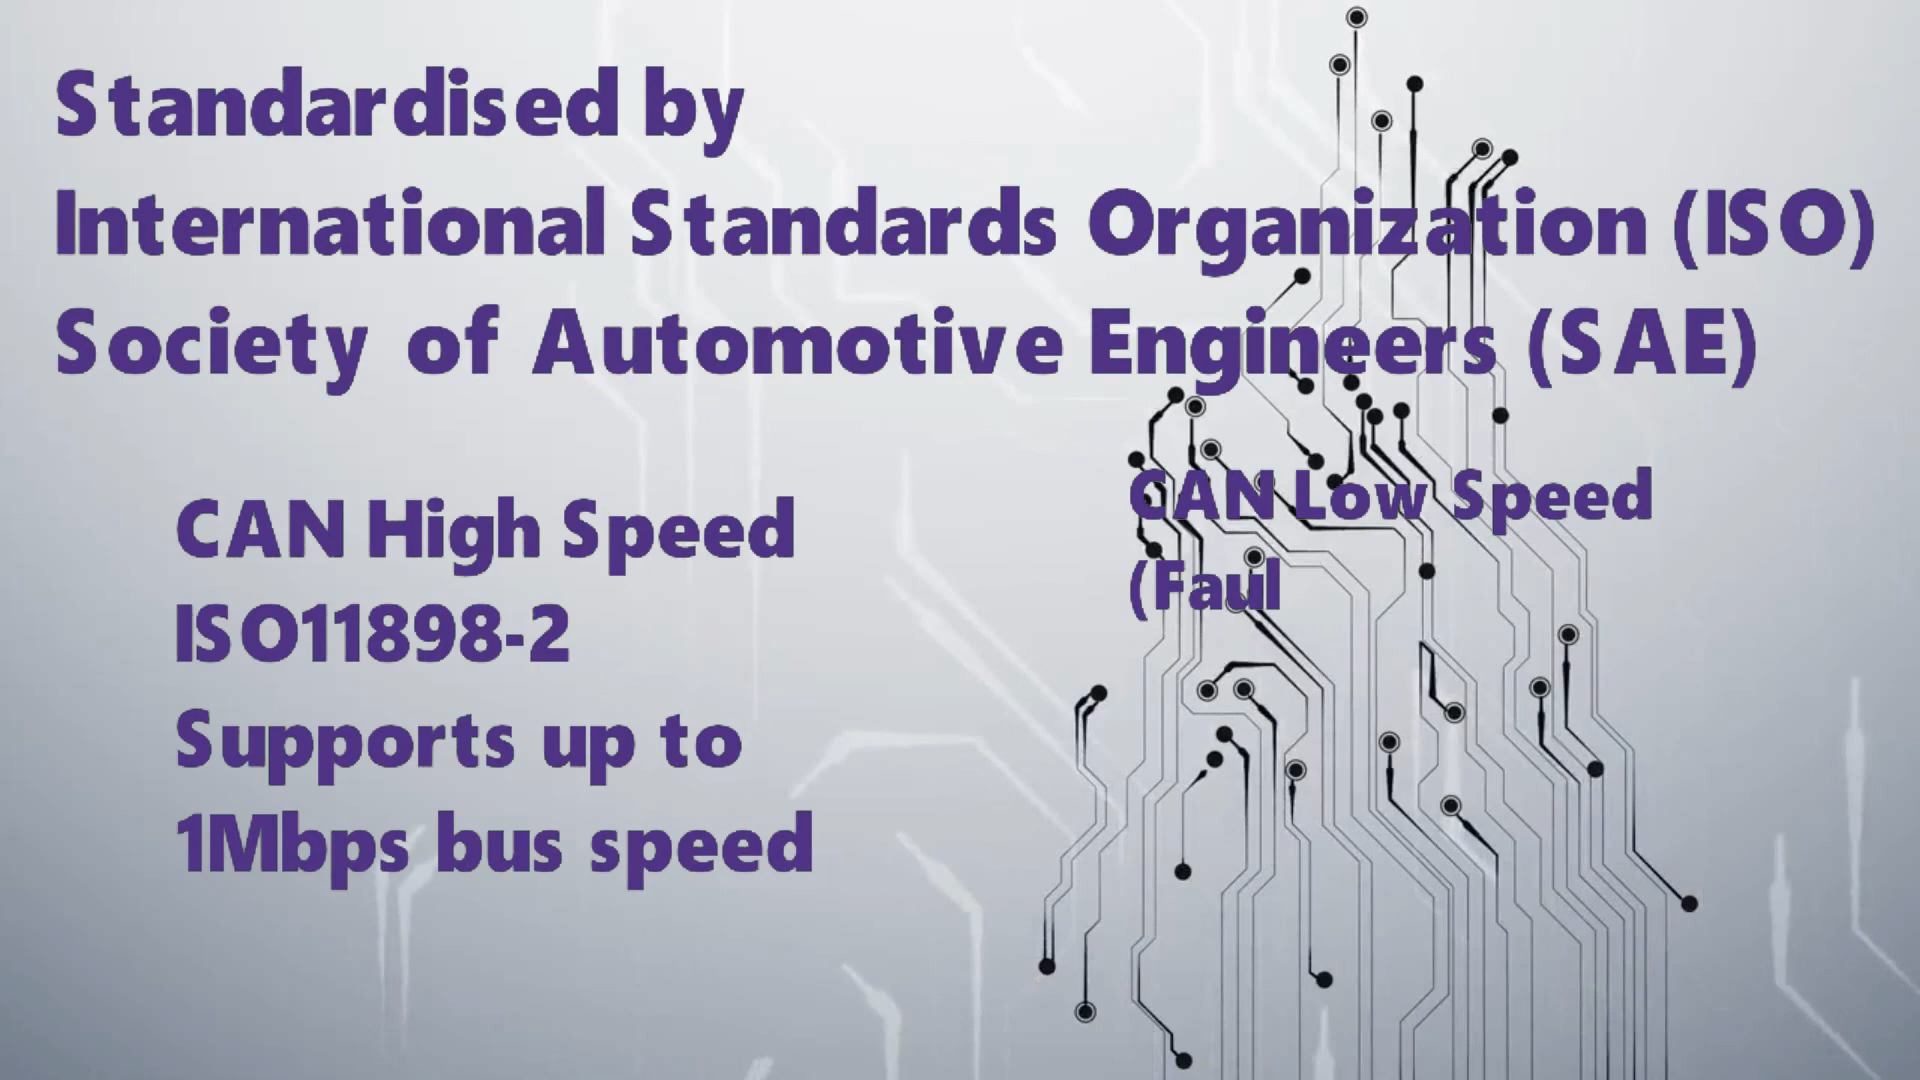 Standardised by
International Standards Organization (ISO)
Society of Automotive Engineers (SAE)
CAN High Speed
ISO11898-2
Supports up to
1Mbps bus speed
CAN Low Speed
(Faul